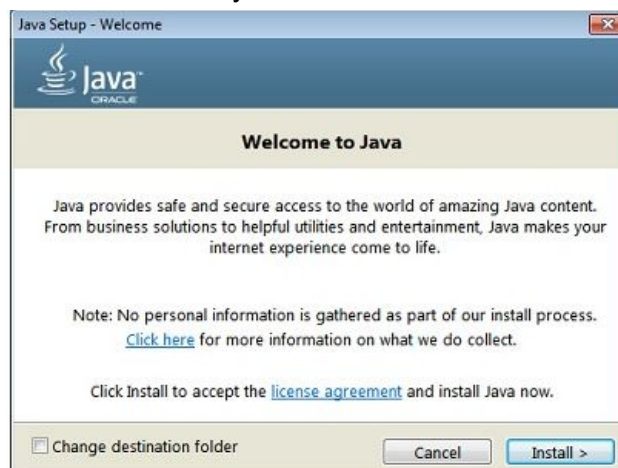 Java Setup - Welcome
Java
ORACLE
Welcome to Java
Java provides safe and secure access to the world of amazing Java content.
From business solutions to helpful utilities and entertainment, Java makes your
internet experience come to life.
Note: No personal information is gathered as part of our install process.
Click here for more information on what we do collect.
Click Install to accept the license agreement and install Java now.
Change destination folder
Cancel
Install >